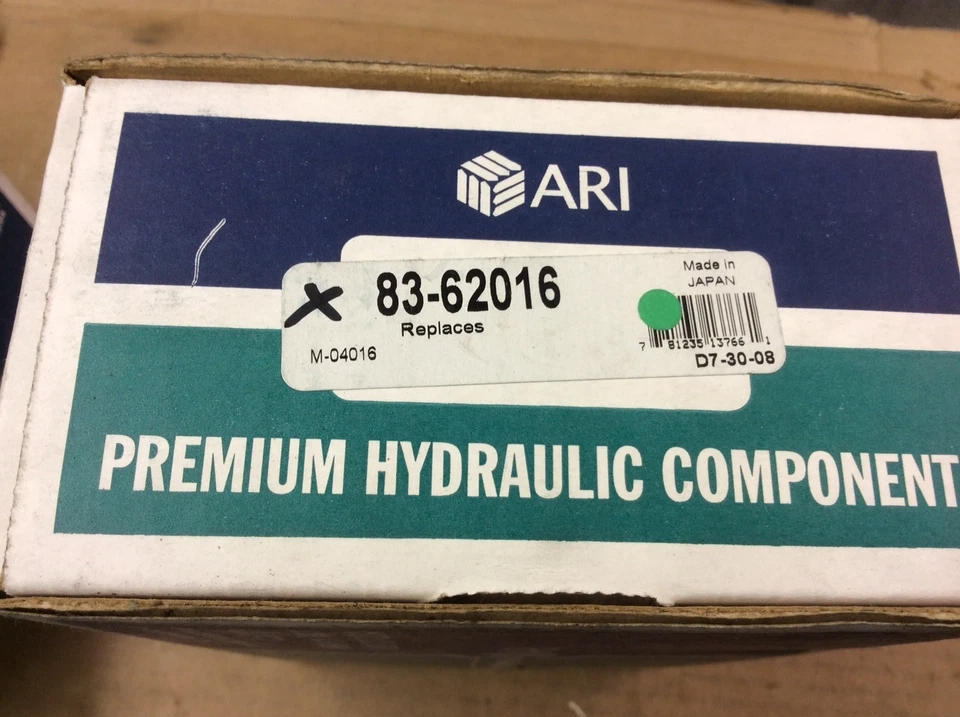 ARI
83-62016
Replaces
M-04016
Made in
JAPAN
7 81235 13766 1
D7-30-08
PREMIUM HYDRAULIC COMPONENT